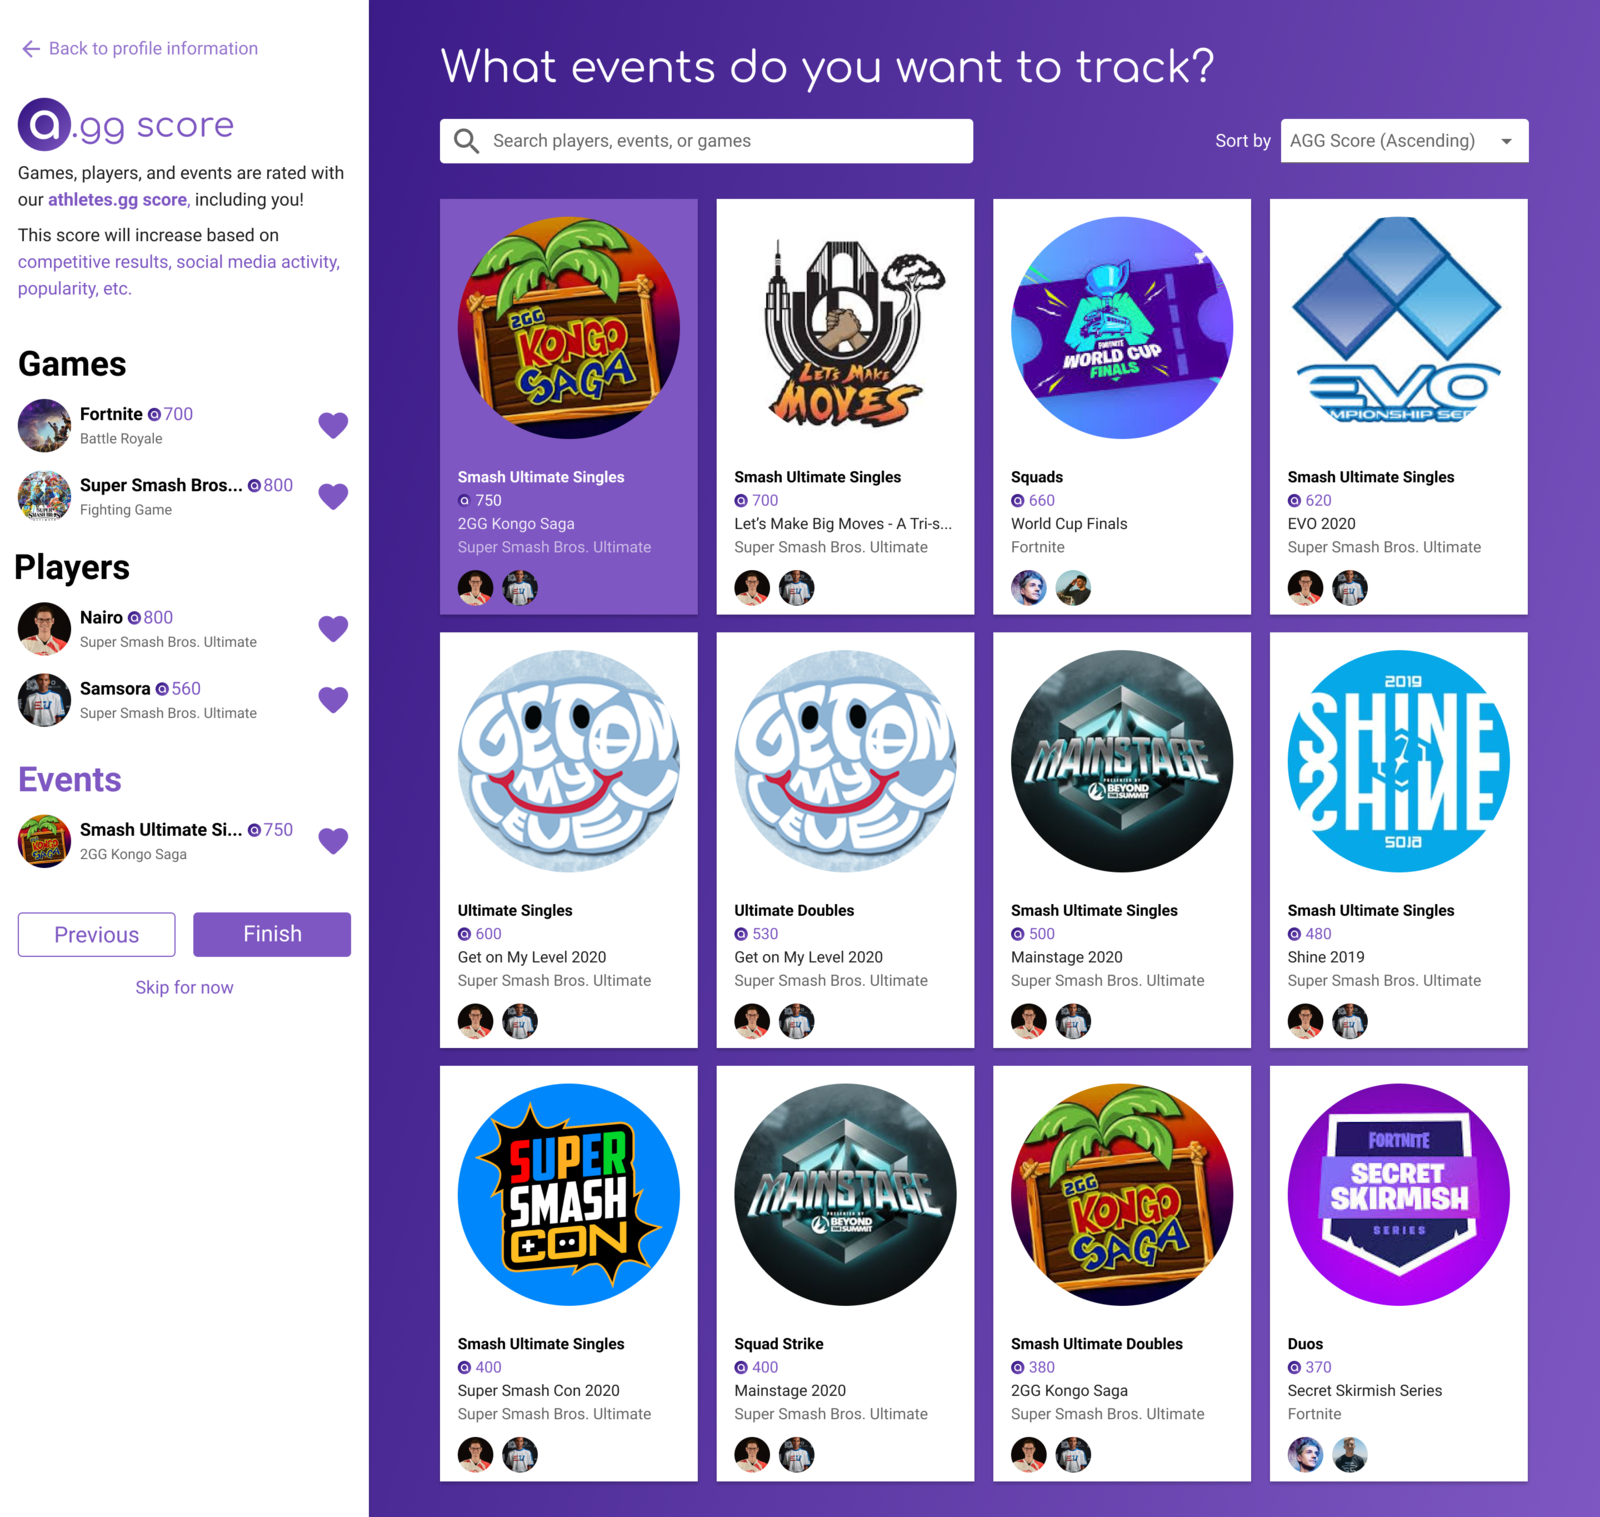 Back to profile information
a.gg score
Games, players, and events are rated with
our athletes.gg score, including you!
This score will increase based on
competitive results, social media activity,
popularity, etc.
Games
Fortnite a 700
Battle Royale
Super Smash Bros... a 800
Fighting Game
Players
Nairo a 800
Super Smash Bros. Ultimate
Samsora a 560
Super Smash Bros. Ultimate
Events
Smash Ultimate Si... a 750
2GG Kongo Saga
Previous
Finish
Skip for now
What events do you want to track?
Search players, events, or games
Sort by
AGG Score (Ascending)
2GG
KONGO
SAGA
Smash Ultimate Singles
a 750
2GG Kongo Saga
Super Smash Bros. Ultimate
LET'S MAKE
MOVES
Smash Ultimate Singles
a 700
Let's Make Big Moves - A Tri-s...
Super Smash Bros. Ultimate
FORTNITE
WORLD CUP
FINALS
Squads
a 660
World Cup Finals
Fortnite
EVO
MPIONSHIP SER
Smash Ultimate Singles
a 620
EVO 2020
Super Smash Bros. Ultimate
GET ON
MY
LEVEL
Ultimate Singles
a 600
Get on My Level 2020
Super Smash Bros. Ultimate
GET ON
MY
LEVEL
Ultimate Doubles
a 530
Get on My Level 2020
Super Smash Bros. Ultimate
MAINSTAGE
PRESENTED BY
BEYOND
THE SUMMIT
Smash Ultimate Singles
a 500
Mainstage 2020
Super Smash Bros. Ultimate
2019
SHINE
SHINE
2019
Smash Ultimate Singles
a 480
Shine 2019
Super Smash Bros. Ultimate
SUPER
SMASH
CON
Smash Ultimate Singles
a 400
Super Smash Con 2020
Super Smash Bros. Ultimate
MAINSTAGE
PRESENTED BY
BEYOND
THE SUMMIT
Squad Strike
a 400
Mainstage 2020
Super Smash Bros. Ultimate
2GG
KONGO
SAGA
Smash Ultimate Doubles
a 380
2GG Kongo Saga
Super Smash Bros. Ultimate
FORTNITE
SECRET
SKIRMISH
SERIES
Duos
a 370
Secret Skirmish Series
Fortnite